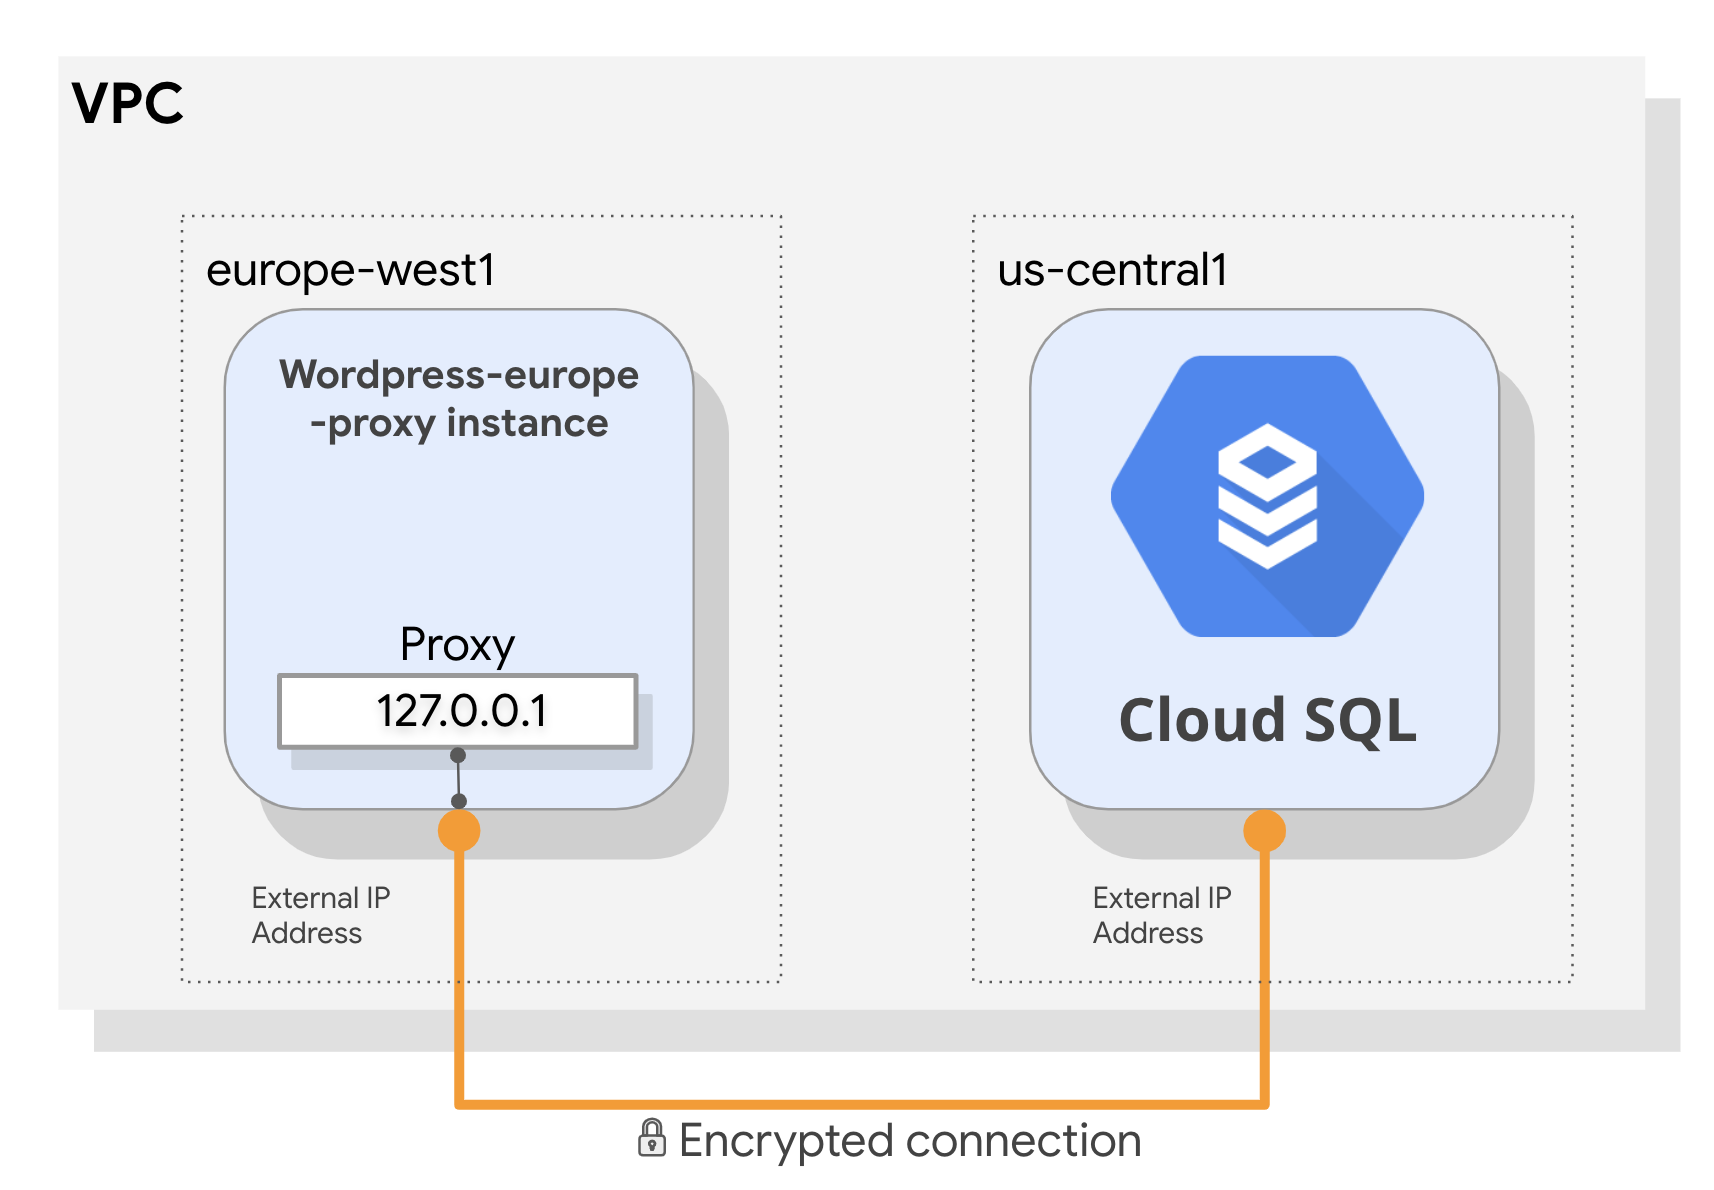 VPC
europe-west1
Wordpress-europe
-proxy instance
Proxy
127.0.0.1
External IP
Address
us-central1
Cloud SQL
External IP
Address
Encrypted connection